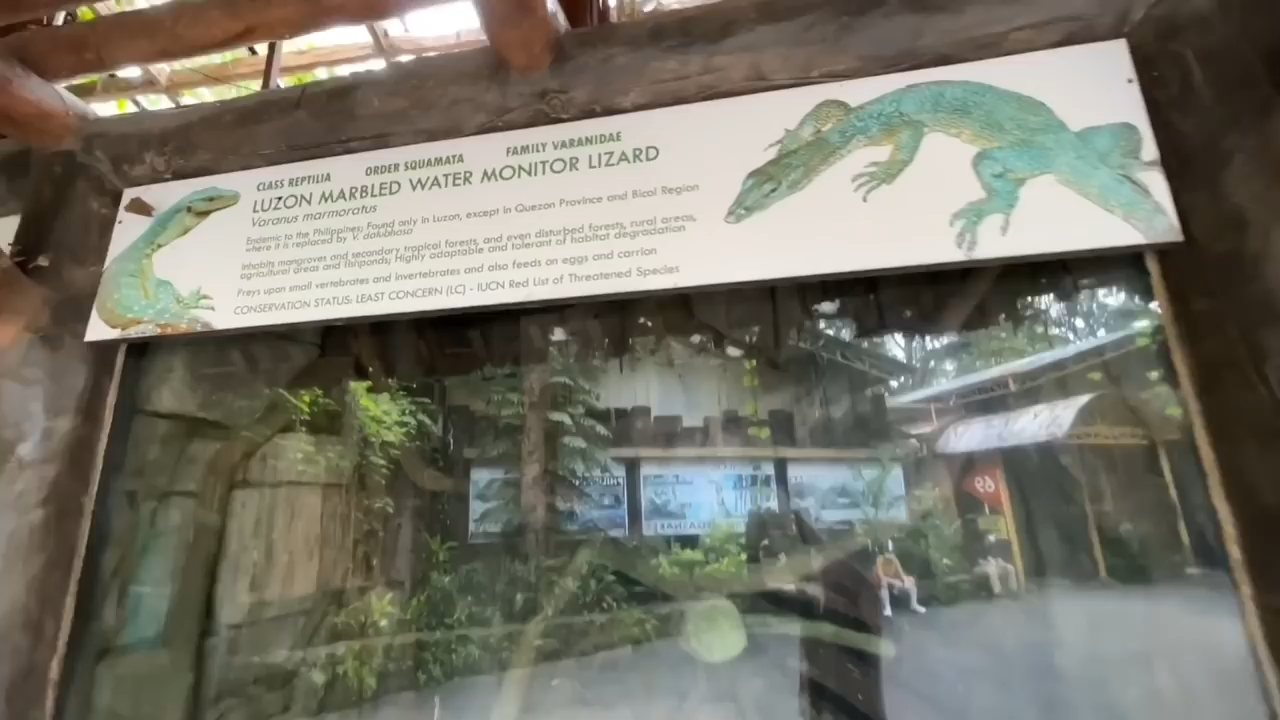 CLASS REPTILIA ORDER SQUAMATA FAMILY VARANIDAE
LUZON MARBLED WATER MONITOR LIZARD
Varanus marmoratus
Endemic to the Philippines; Found only in Luzon, except in Quezon Province and Bicol Region
where it is replaced by V. dalubhasa
Inhabits mangroves and secondary tropical forests, and even disturbed forests, rural areas,
agricultural areas and fishponds; Highly adaptable and tolerant of habitat degradation
Preys upon small vertebrates and invertebrates and also feeds on eggs and carrion
CONSERVATION STATUS: LEAST CONCERN (LC) - IUCN Red List of Threatened Species
69